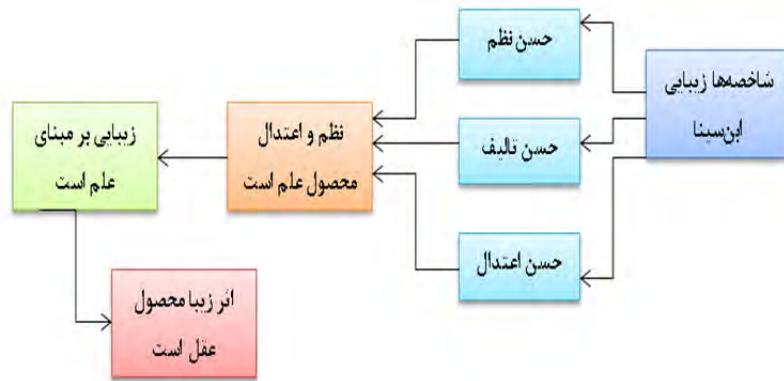 شاخصه‌ها زیبایی
ابن‌سینا
حسن نظم
حسن تالیف
حسن اعتدال
نظم و اعتدال
محصول علم است
زیبایی بر مبنای
علم است
اثر زیبا محصول
عقل است